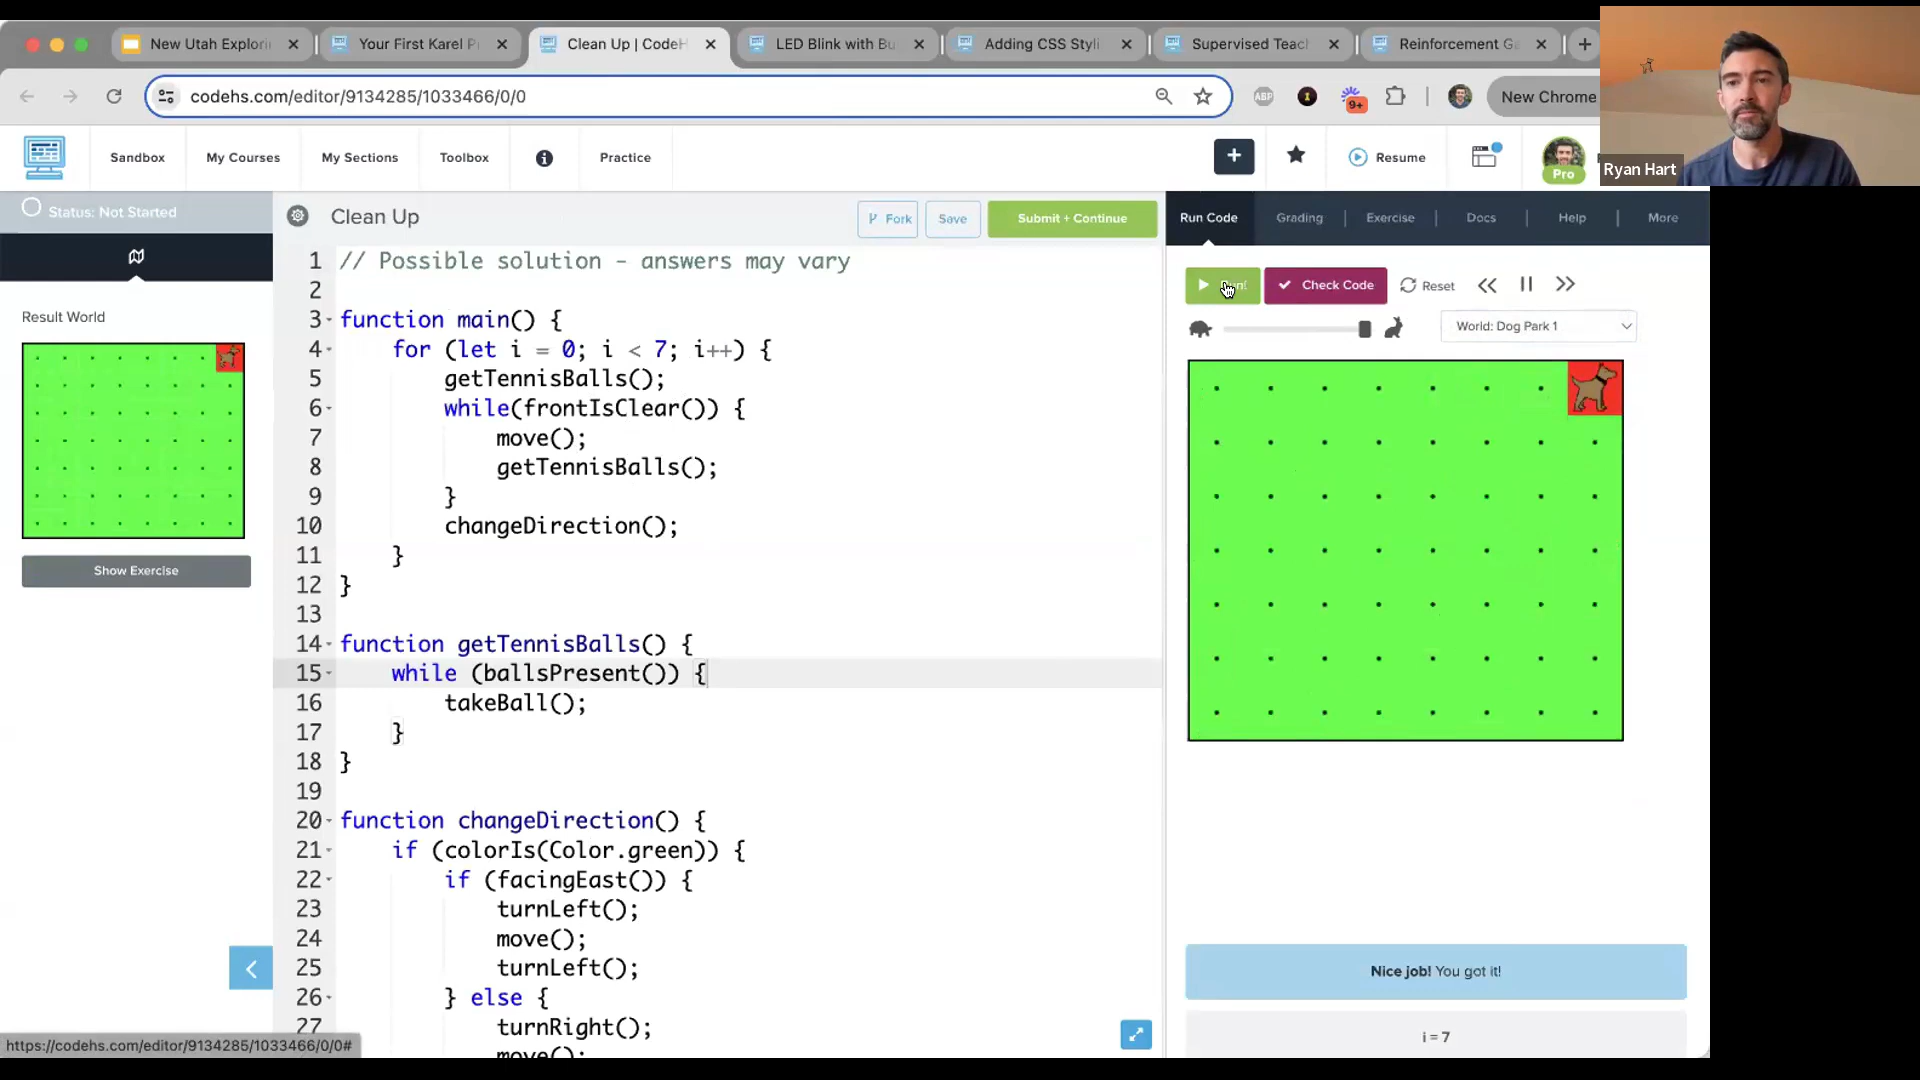 New Utah Explori
Your First Karel P
Clean Up | CodeH
LED Blink with Bu
Adding CSS Styli
Supervised Teac
Reinforcement G
codehs.com/editor/9134285/1033466/0/0
ABP
9+
New Chrome
Ryan Hart
Sandbox
My Courses
My Sections
Toolbox
Practice
Resume
Pro
Status: Not Started
Clean Up
Fork
Save
Submit + Continue
Run Code
Grading
Exercise
Docs
Help
More
Result World
Show Exercise
1 // Possible solution - answers may vary
2
3 function main() {
4 for (let i = 0; i < 7; i++) {
5 getTennisBalls();
6 while(frontIsClear()) {
7 move();
8 getTennisBalls();
9 }
10 changeDirection();
11 }
12 }
13
14 function getTennisBalls() {
15 while (ballsPresent()) {
16 takeBall();
17 }
18 }
19
20 function changeDirection() {
21 if (colorIs(Color.green)) {
22 if (facingEast()) {
23 turnLeft();
24 move();
25 turnLeft();
26 } else {
27 turnRight();
move();
Check Code
Reset
World: Dog Park 1
Nice job! You got it!
i = 7
https://codehs.com/editor/9134285/1033466/0/0#